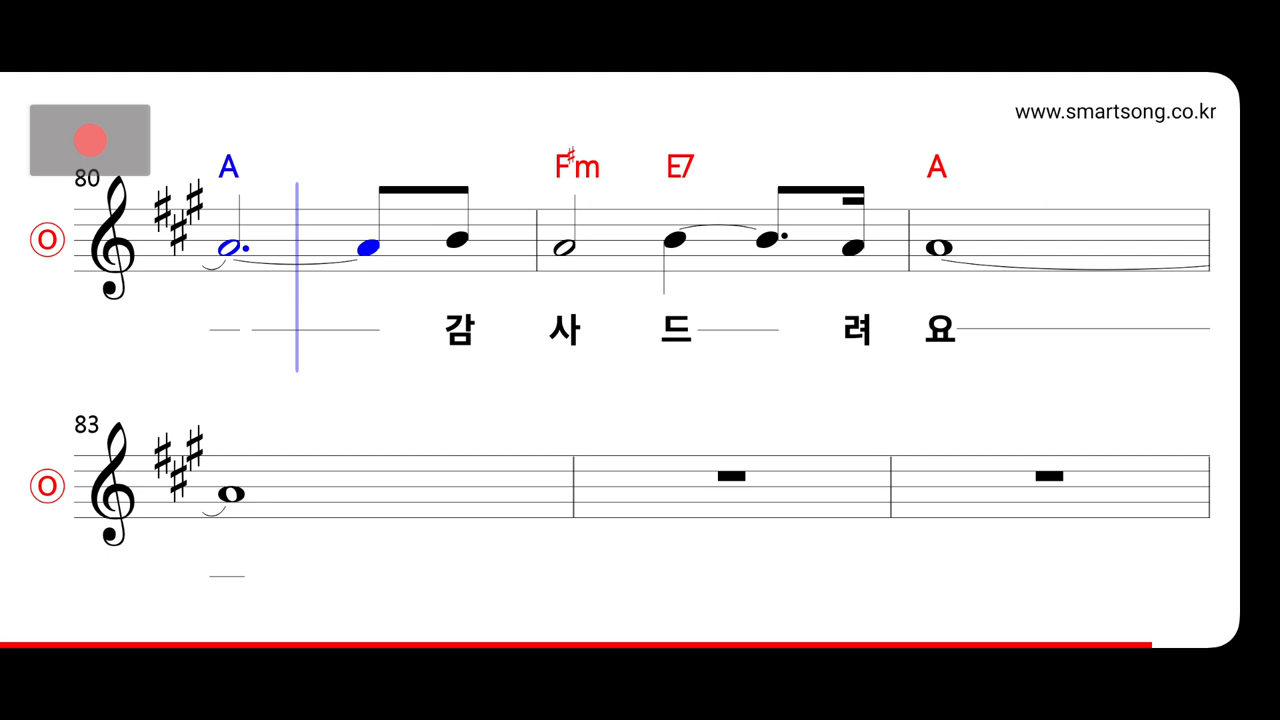 www.smartsong.co.kr
80
A F♯m E7 A
O
감 사 드 려 요
83
O